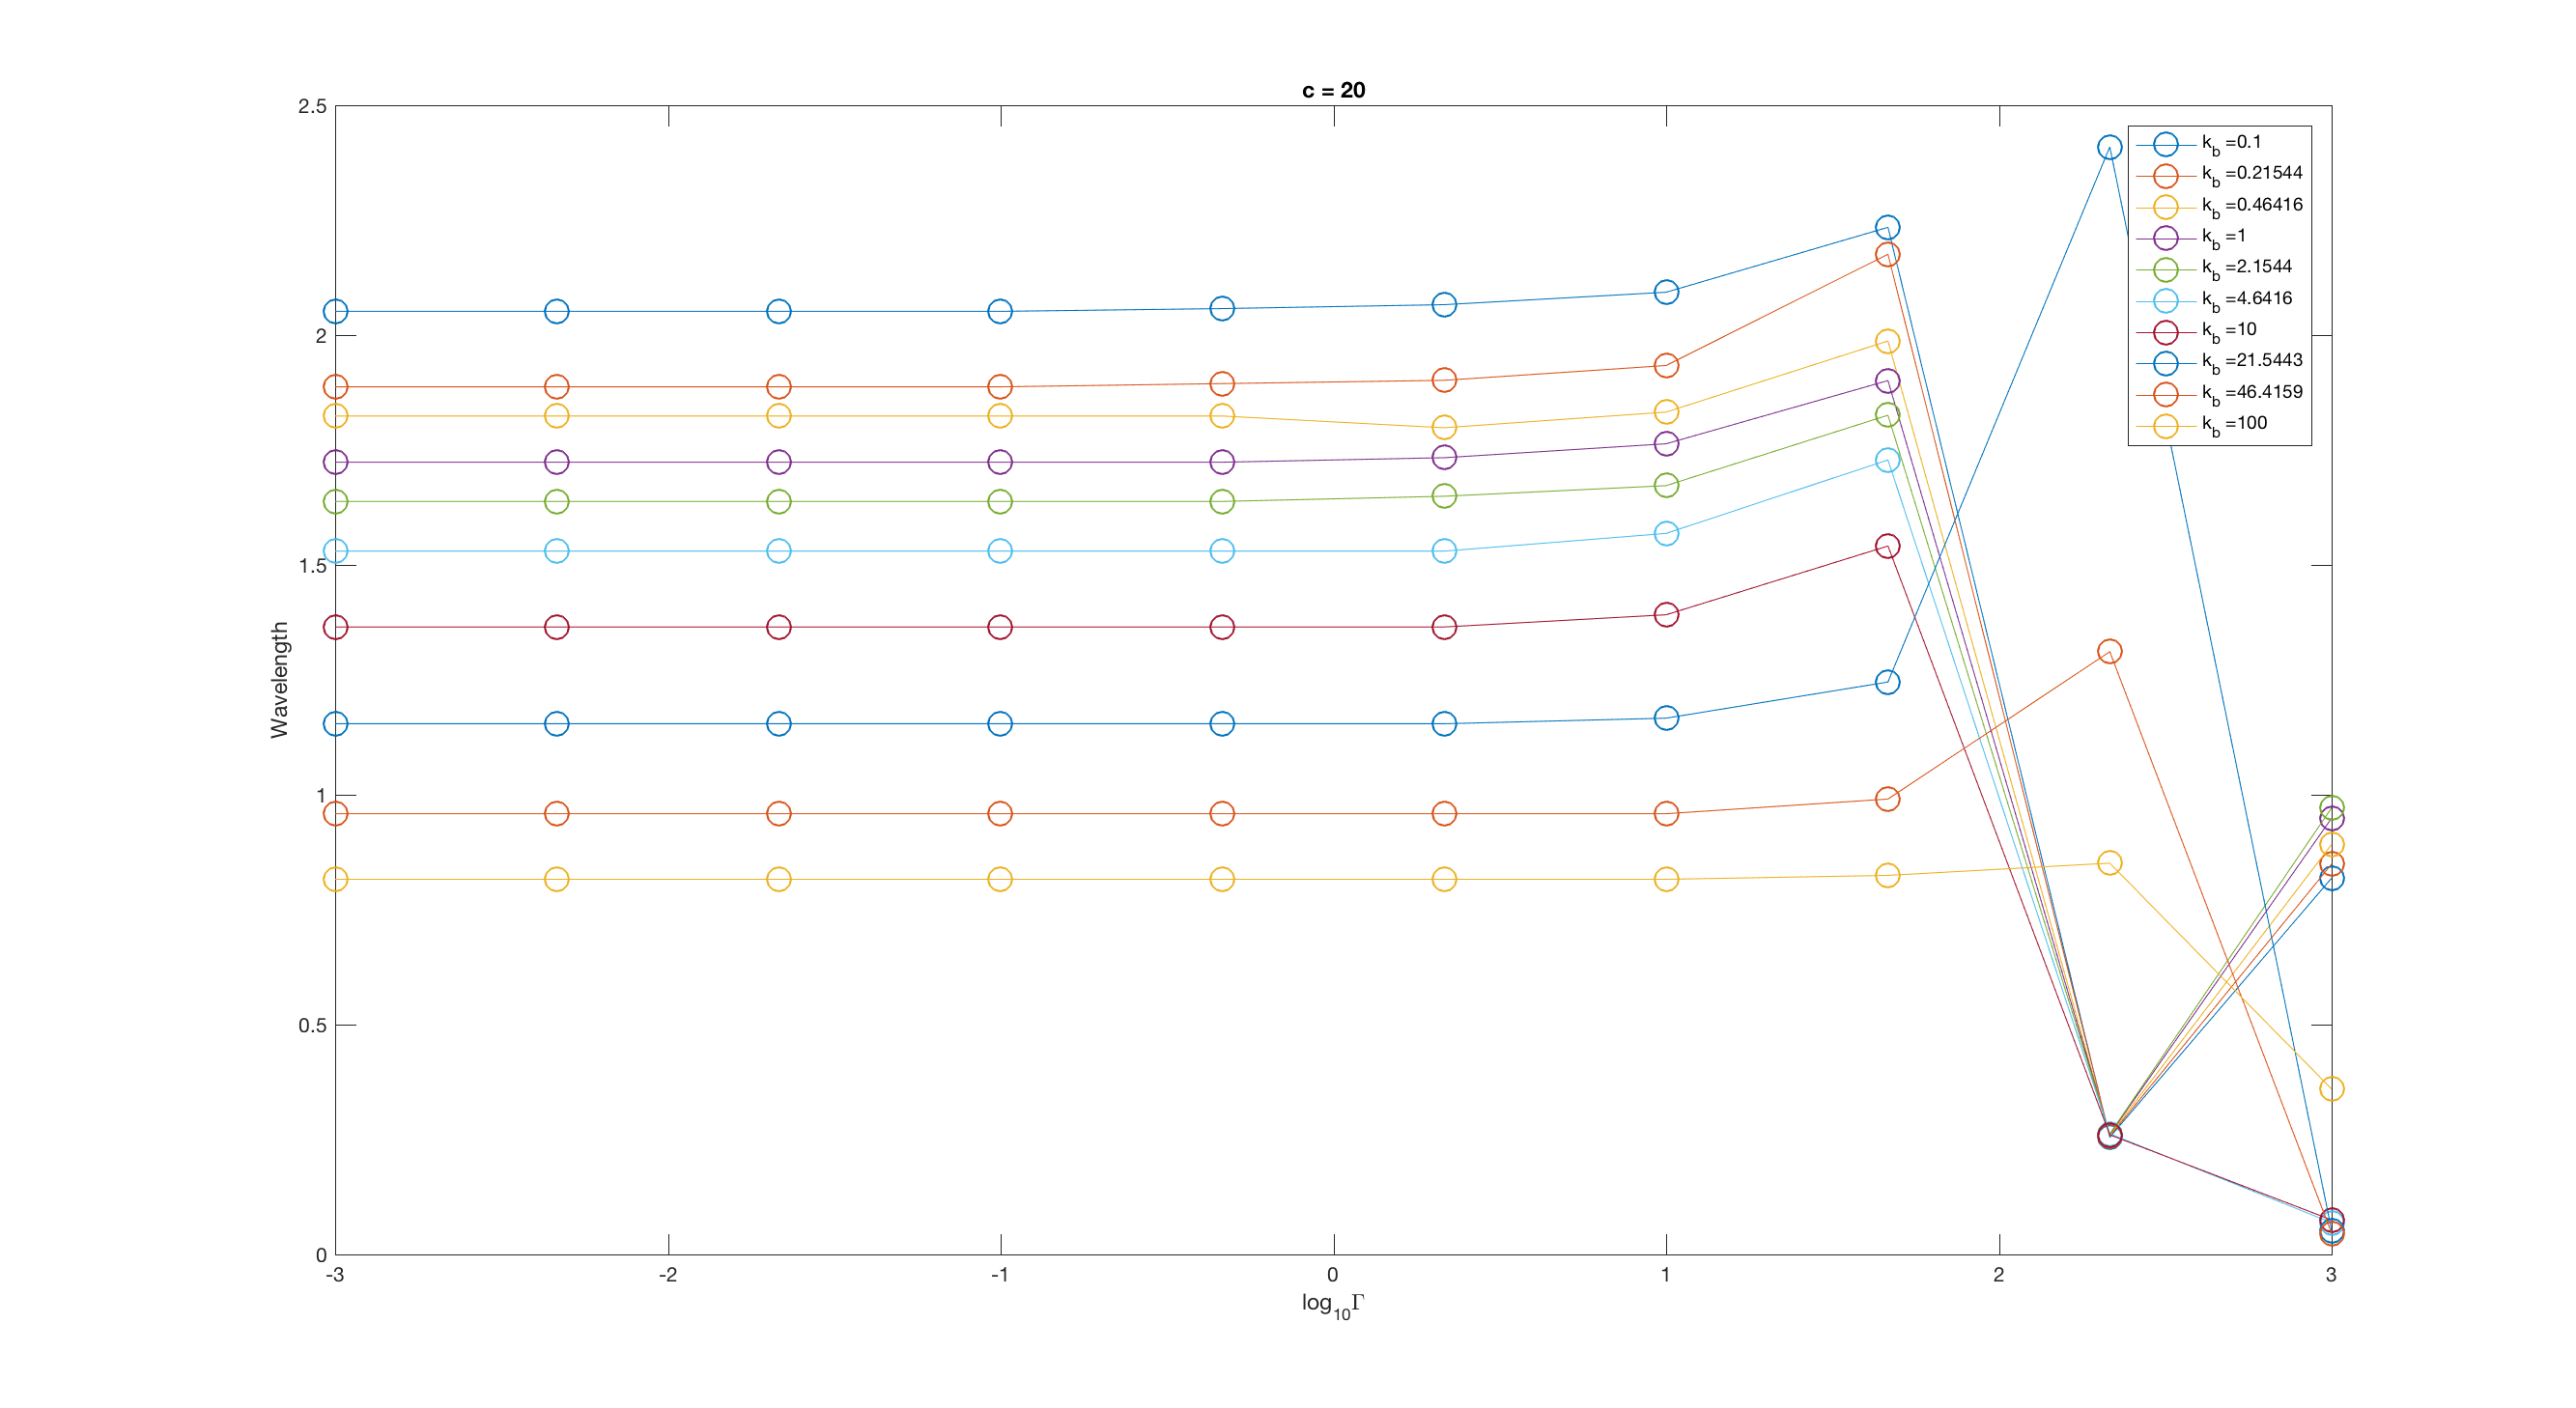 c = 20
2.5
2
1.5
1
0.5
0
Wavelength
-3
-2
-1
0
1
2
3
log10Γ
kb =0.1
kb =0.21544
kb =0.46416
kb =1
kb =2.1544
kb =4.6416
kb =10
kb =21.5443
kb =46.4159
kb =100